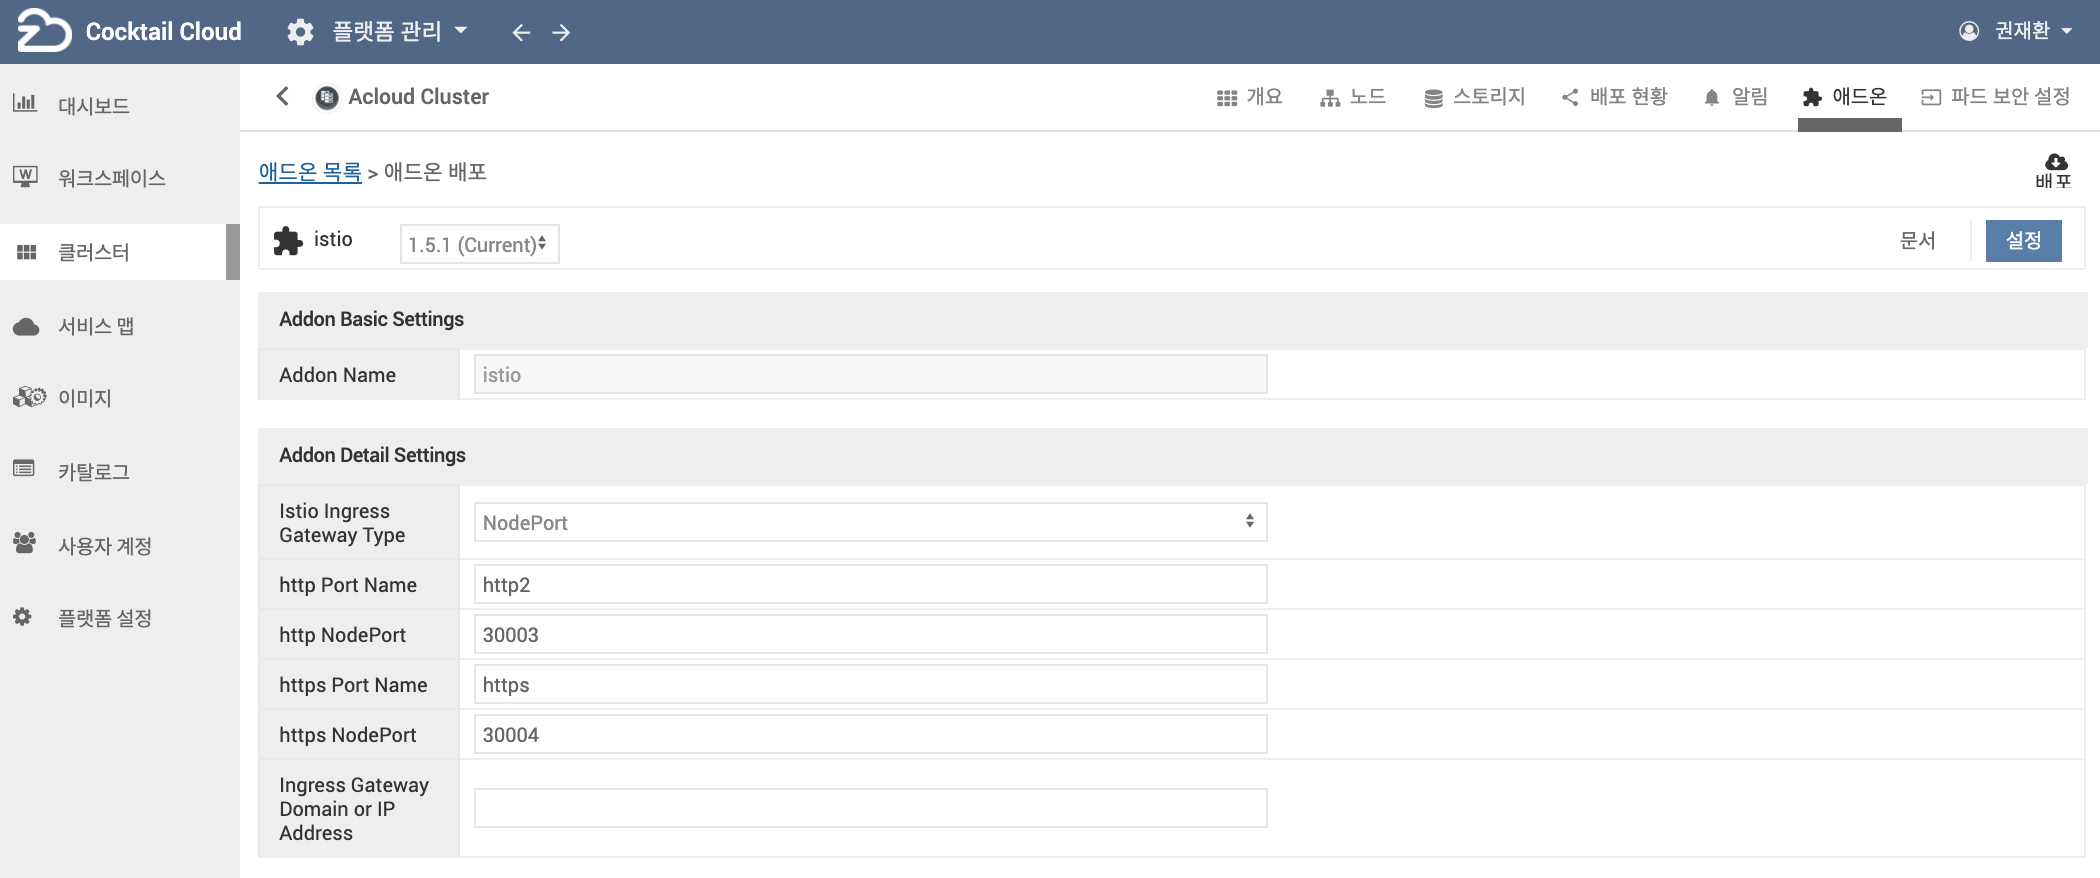 Cocktail Cloud
플랫폼 관리
권재환
대시보드
워크스페이스
클러스터
서비스 맵
이미지
카탈로그
사용자 계정
플랫폼 설정
Acloud Cluster
개요
노드
스토리지
배포 현황
알림
애드온
파드 보안 설정
애드온 목록 > 애드온 배포
배포
istio
1.5.1 (Current)
문서
설정
Addon Basic Settings
Addon Name
istio
Addon Detail Settings
Istio Ingress
Gateway Type
NodePort
http Port Name
http2
http NodePort
30003
https Port Name
https
https NodePort
30004
Ingress Gateway
Domain or IP
Address